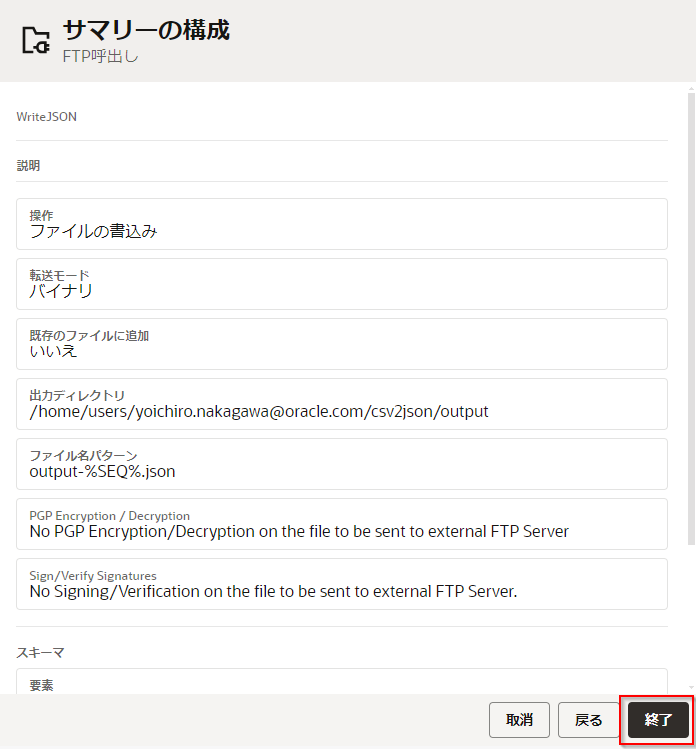 サマリーの構成
FTP呼出し
WriteJSON
説明
操作
ファイルの書込み
転送モード
バイナリ
既存のファイルに追加
いいえ
出力ディレクトリ
/home/users/yoichiro.nakagawa@oracle.com/csv2json/output
ファイル名パターン
output-%SEQ%.json
PGP Encryption / Decryption
No PGP Encryption/Decryption on the file to be sent to external FTP Server
Sign/Verify Signatures
No Signing/Verification on the file to be sent to external FTP Server.
スキーマ
要素
取消
戻る
終了